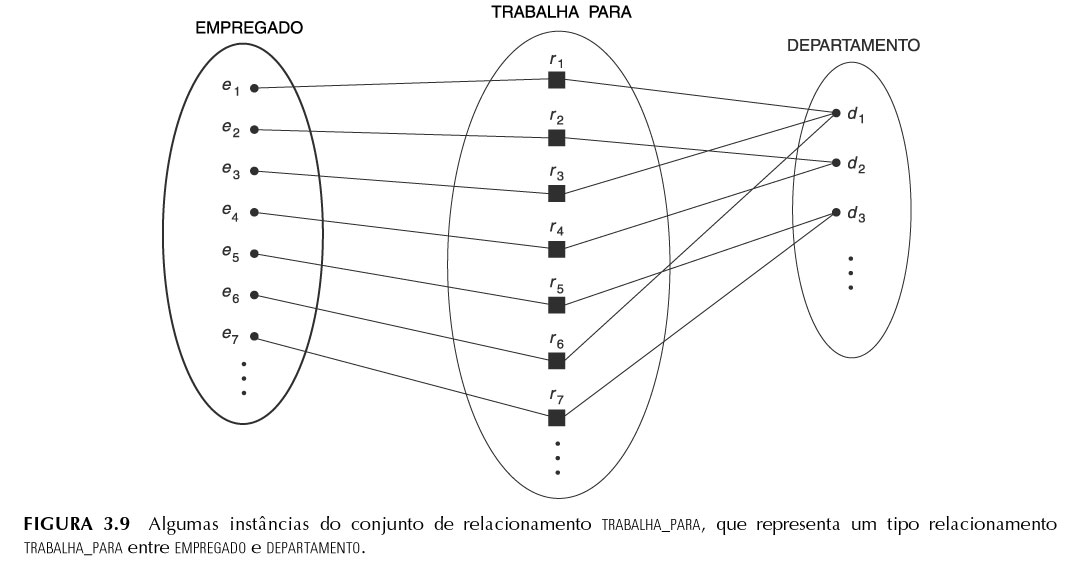 TRABALHA PARA
EMPREGADO
DEPARTAMENTO
e1
e2
e3
e4
e5
e6
e7
r1
r2
r3
r4
r5
r6
r7
d1
d2
d3
FIGURA 3.9 Algumas instâncias do conjunto de relacionamento TRABALHA_PARA, que representa um tipo relacionamento
TRABALHA_PARA entre EMPREGADO e DEPARTAMENTO.